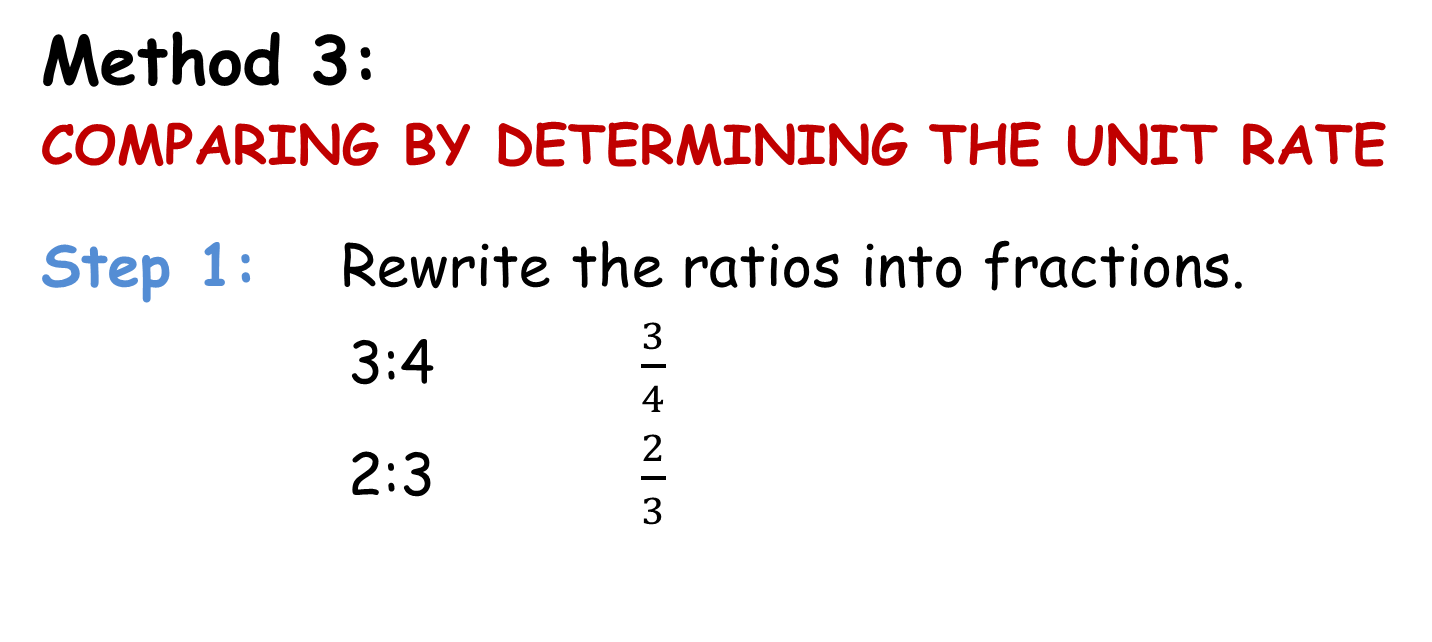 Method 3:
COMPARING BY DETERMINING THE UNIT RATE
Step 1: Rewrite the ratios into fractions.
3:4 3/4
2:3 2/3